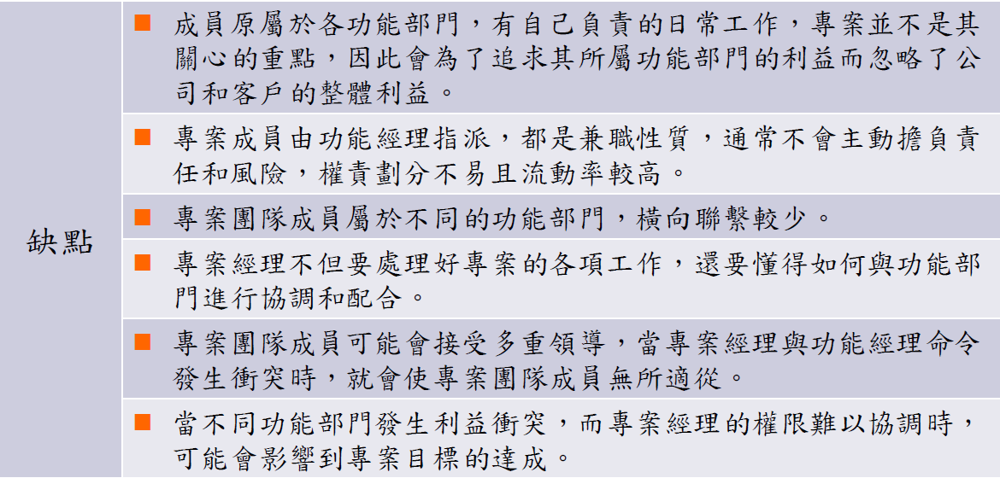 成員原屬於各功能部門，有自己負責的日常工作，專案並不是其
關心的重點，因此會為了追求其所屬功能部門的利益而忽略了公
司和客戶的整體利益。
專案成員由功能經理指派，都是兼職性質，通常不會主動擔負責
任和風險，權責劃分不易且流動率較高。
專案團隊成員屬於不同的功能部門，橫向聯繫較少。
缺點
專案經理不但要處理好專案的各項工作，還要懂得如何與功能部
門進行協調和配合。
專案團隊成員可能會接受多重領導，當專案經理與功能經理命令
發生衝突時，就會使專案團隊成員無所適從。
當不同功能部門發生利益衝突，而專案經理的權限難以協調時，
可能會影響到專案目標的達成。